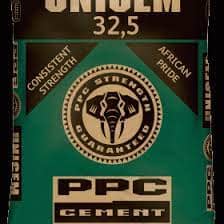 UNICEM
32,5
CONSISTENT
STRENGTH
AFRICAN
PRIDE
PPC STRENGTH
GUARANTEED
PPC
CEMENT